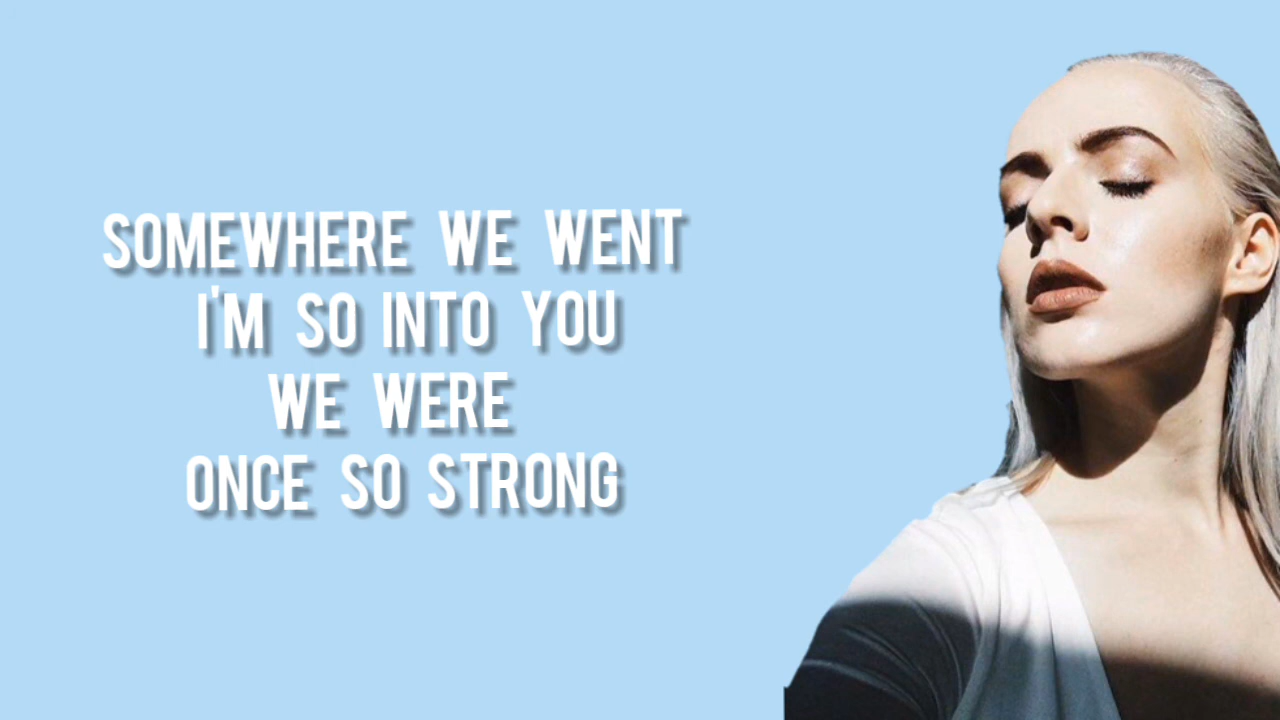 SOMEWHERE WE WENT
I'M SO INTO YOU
WE WERE
ONCE SO STRONG